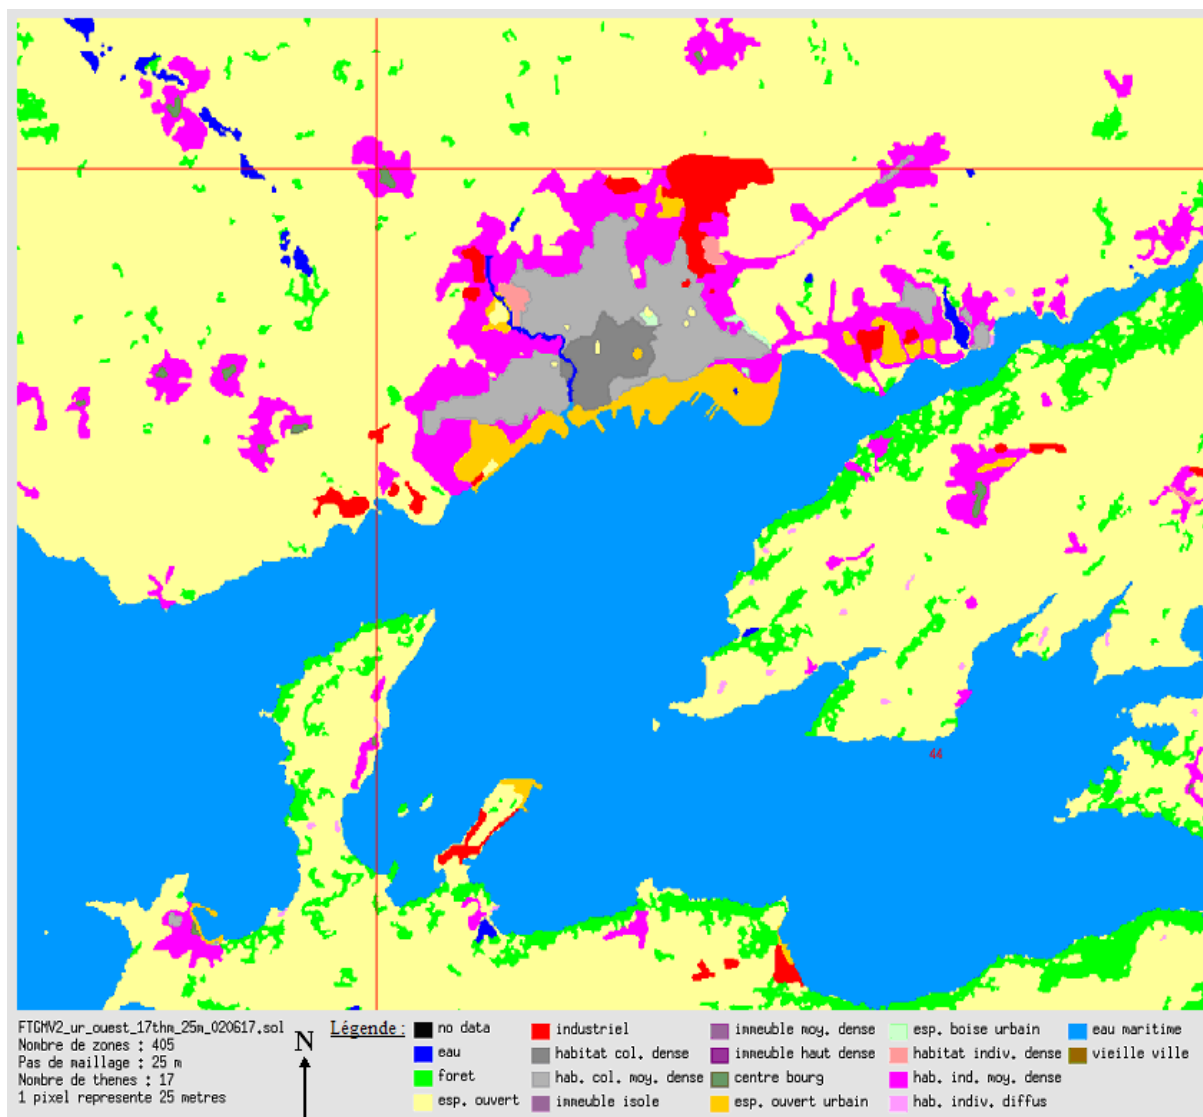 44
FTGMV2_ur_ouest_17thm_25m_020617.sol
Nombre de zones : 405
Pas de maillage : 25 m
Nombre de themes : 17
1 pixel represente 25 metres
N
Légende :
no data
eau
foret
esp. ouvert
industriel
habitat col. dense
hab. col. moy. dense
immeuble isole
immeuble moy. dense
immeuble haut dense
centre bourg
esp. ouvert urbain
esp. boise urbain
habitat indiv. dense
hab. ind. moy. dense
hab. indiv. diffus
eau maritime
vieille ville